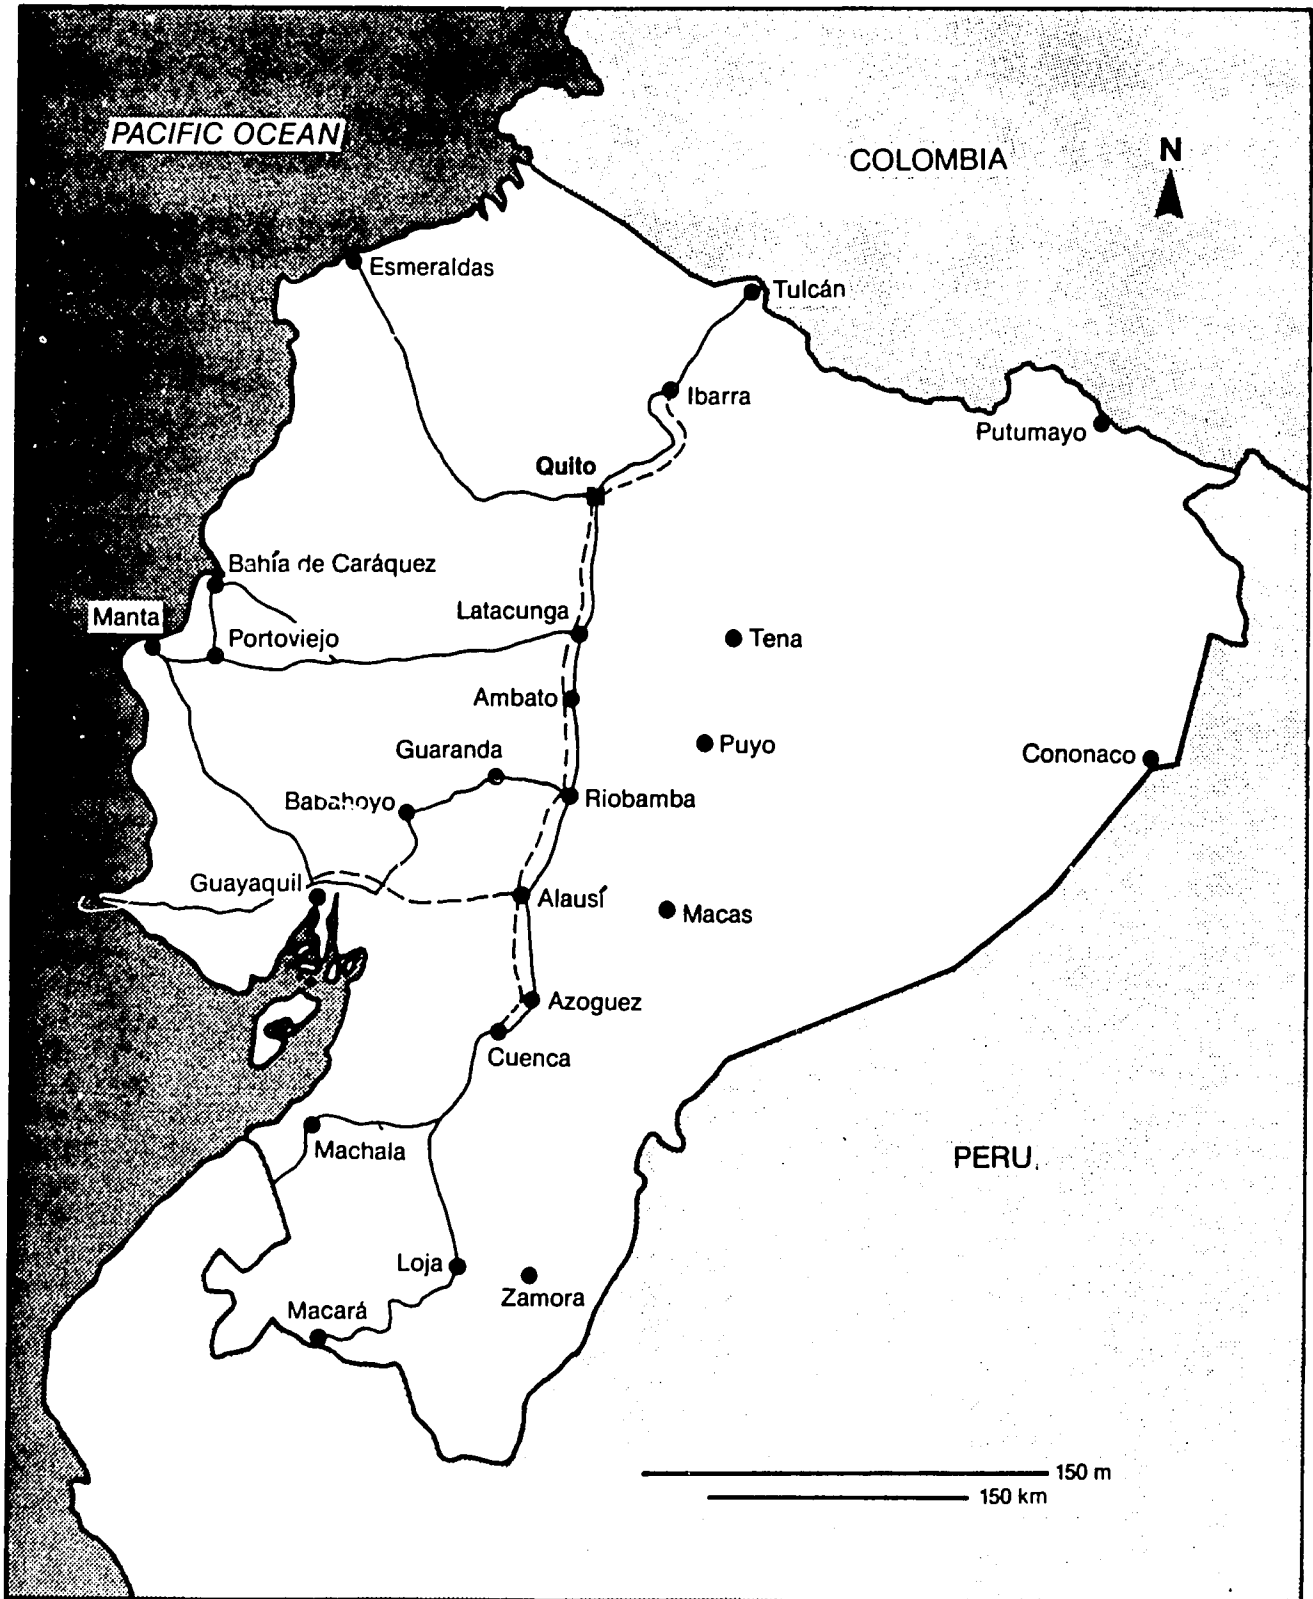 PACIFIC OCEAN
COLOMBIA
N
Esmeraldas
Tulcán
Ibarra
Putumayo
Quito
Bahía de Caráquez
Manta
Latacunga
Portoviejo
Tena
Ambato
Guaranda
Puyo
Cononaco
Babahoyo
Riobamba
Guayaquil
Alausí
Macas
Azoguez
Cuenca
Machala
PERU
Loja
Zamora
Macará
150 m
150 km